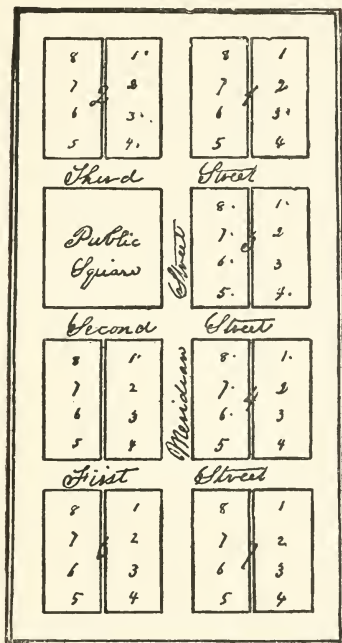 8 1. 8 1
7 2 7 2
2
6 3. 6 3.
5 4. 5 4
Third Street
Public
Square
8. 1.
7. 2
3
6. 3
5. 4.
Meridian Street
Second Street
8 1. 8. 1.
7 2 7. 2
4
6 3 6. 3
5 4 5 4
First Street
8 1 8 1
7 2 7 2
6 7
6 3 6 3
5 4 5 4